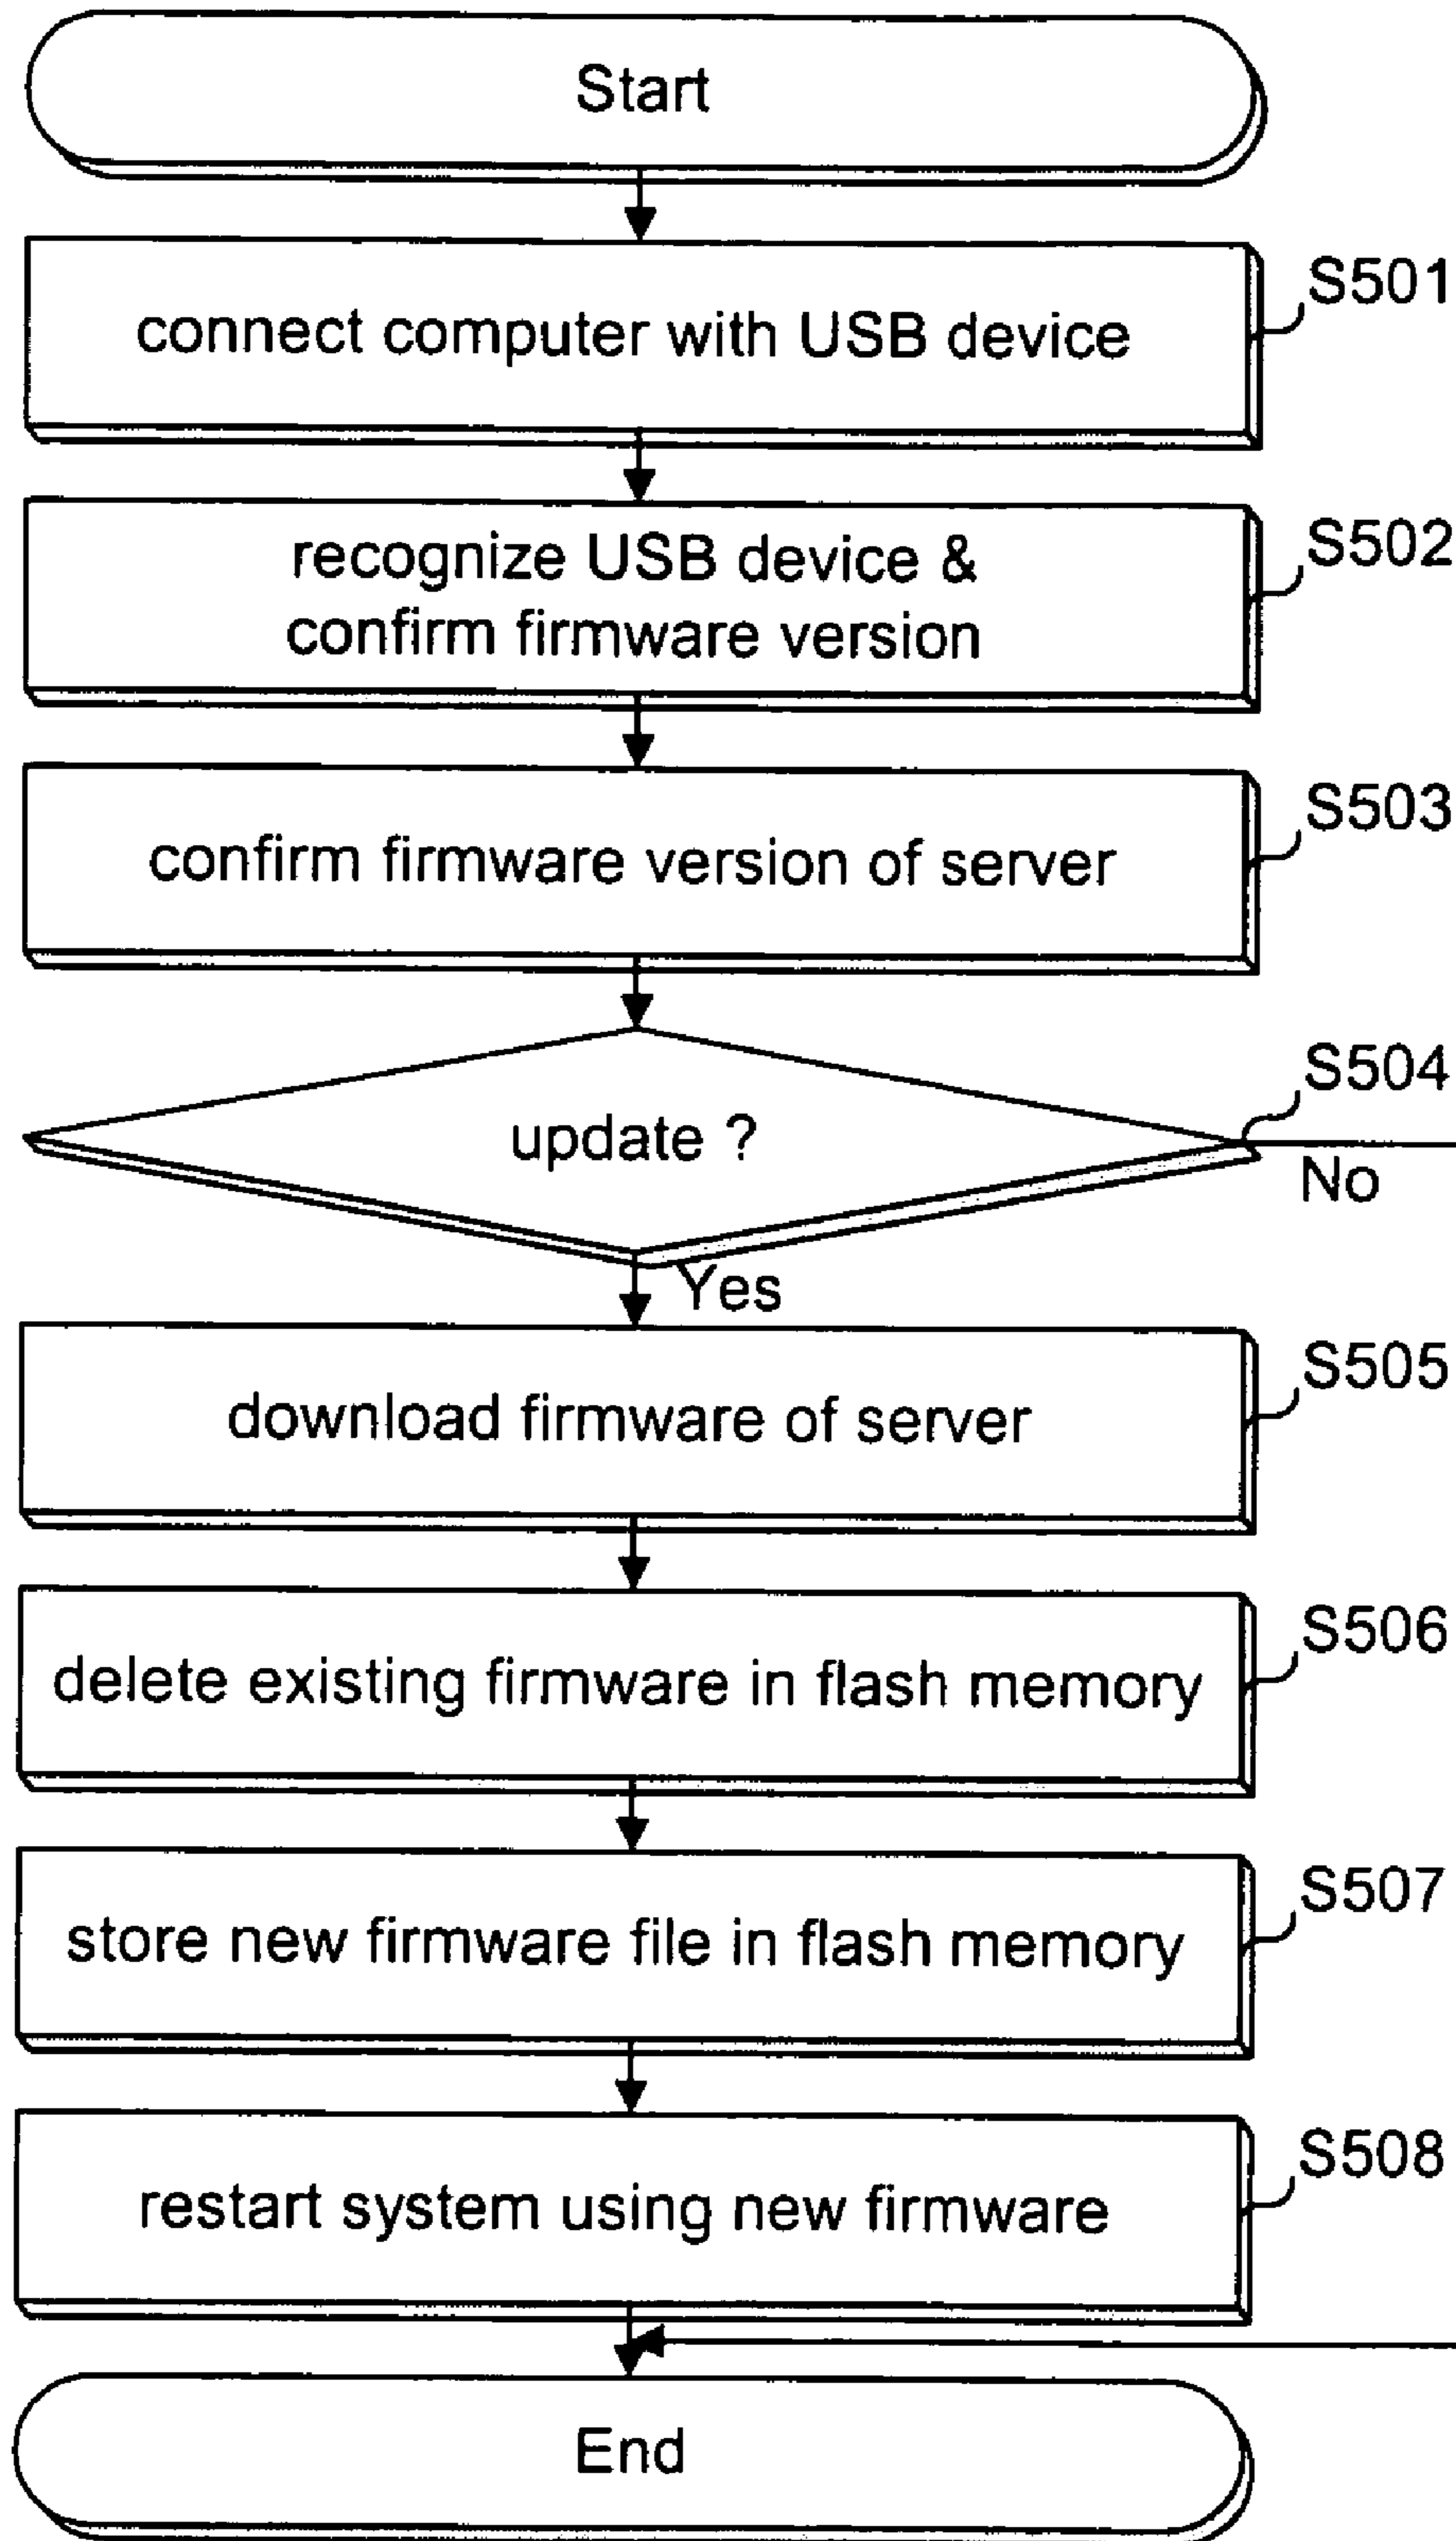 Start
connect computer with USB device
S501
recognize USB device &
confirm firmware version
S502
confirm firmware version of server
S503
update ?
S504
No
Yes
download firmware of server
S505
delete existing firmware in flash memory
S506
store new firmware file in flash memory
S507
restart system using new firmware
S508
End